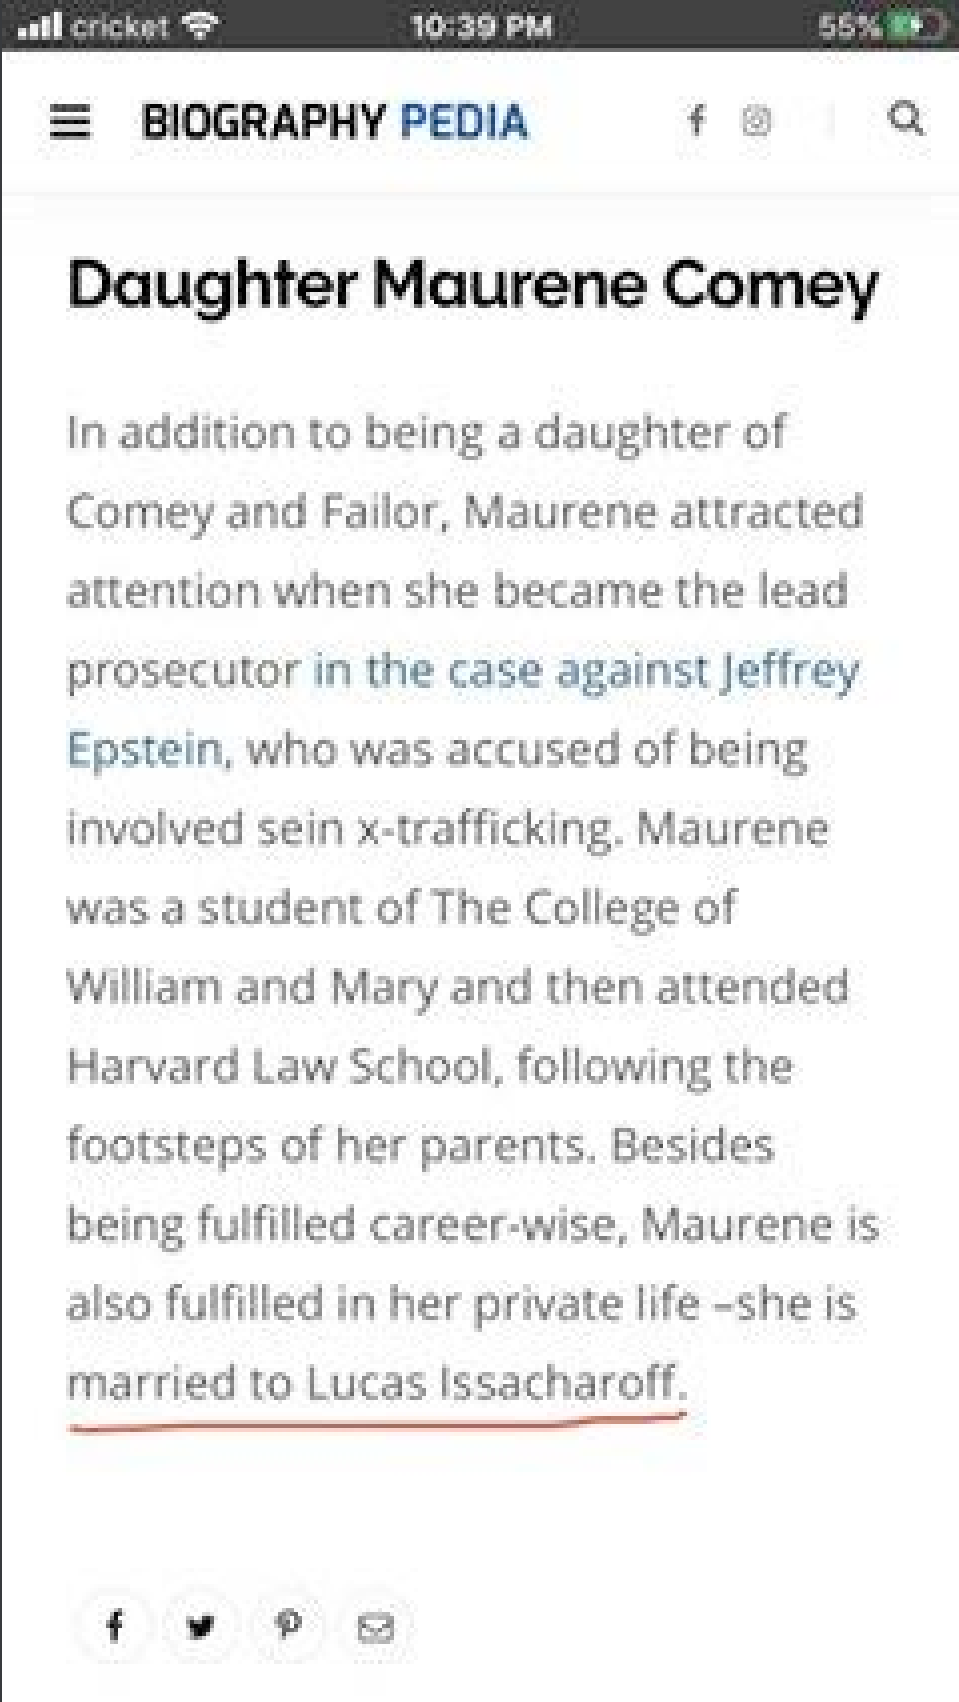 cricket 10:39 PM 55%
BIOGRAPHY PEDIA
Daughter Maurene Comey
In addition to being a daughter of
Comey and Failor, Maurene attracted
attention when she became the lead
prosecutor in the case against Jeffrey
Epstein, who was accused of being
involved sein x-trafficking. Maurene
was a student of The College of
William and Mary and then attended
Harvard Law School, following the
footsteps of her parents. Besides
being fulfilled career-wise, Maurene is
also fulfilled in her private life –she is
married to Lucas Issacharoff.